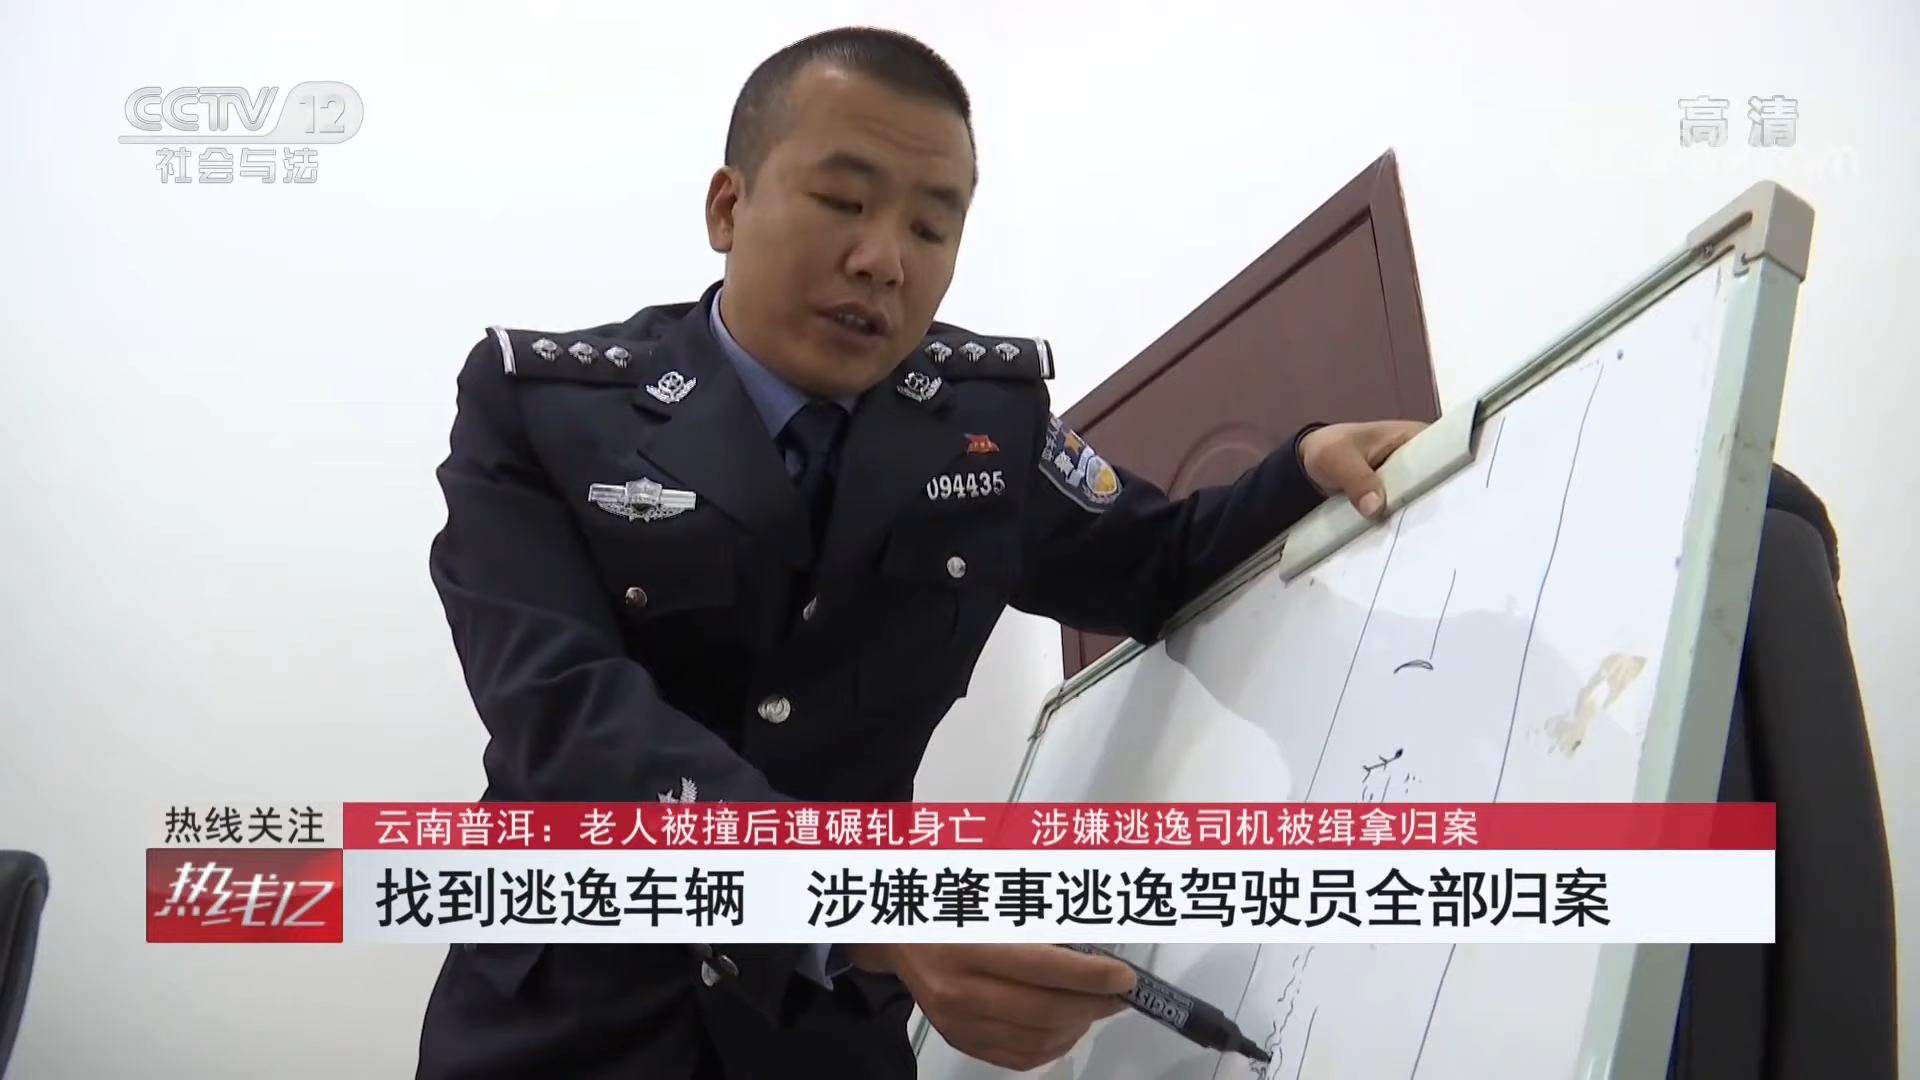 CCTV 12
社会与法
高清
094435
热线关注
云南普洱：老人被撞后遭碾轧身亡 涉嫌逃逸司机被缉拿归案
热线12
找到逃逸车辆 涉嫌肇事逃逸驾驶员全部归案